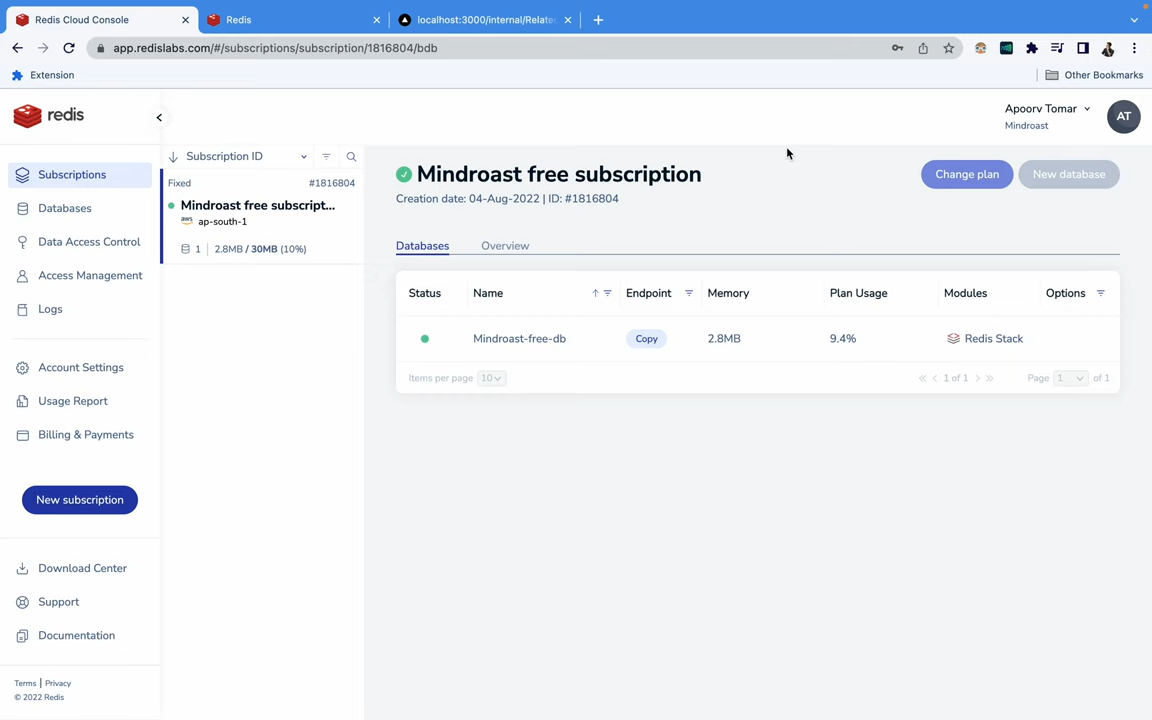 Redis Cloud Console
Redis
localhost:3000/internal/Relate
app.redislabs.com/#/subscriptions/subscription/1816804/bdb
Extension
Other Bookmarks
redis
Apoorv Tomar
Mindroast
AT
Subscriptions
Databases
Data Access Control
Access Management
Logs
Account Settings
Usage Report
Billing & Payments
New subscription
Download Center
Support
Documentation
Terms | Privacy
© 2022 Redis
Subscription ID
Fixed #1816804
Mindroast free subscript...
aws ap-south-1
1 | 2.8MB / 30MB (10%)
Mindroast free subscription
Creation date: 04-Aug-2022 | ID: #1816804
Change plan
New database
Databases Overview
Status Name Endpoint Memory Plan Usage Modules Options
Mindroast-free-db Copy 2.8MB 9.4% Redis Stack
Items per page 10 1 of 1 Page 1 of 1